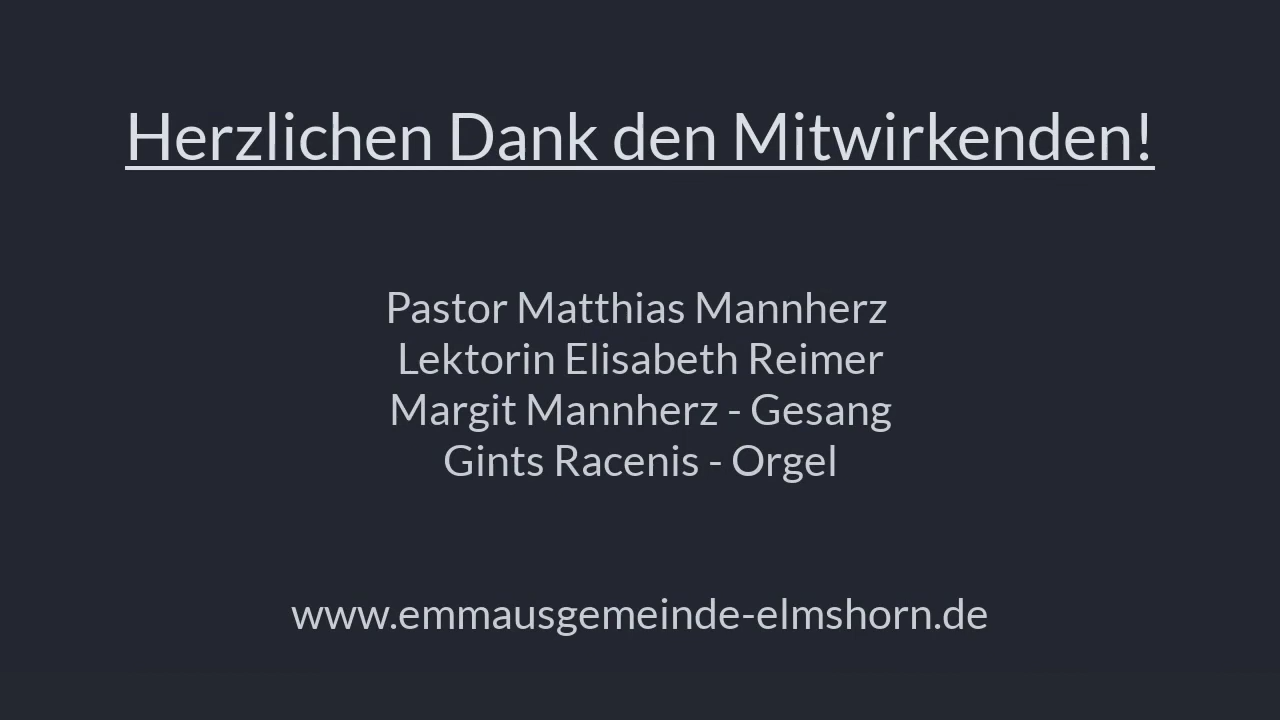 Herzlichen Dank den Mitwirkenden!
Pastor Matthias Mannherz
Lektorin Elisabeth Reimer
Margit Mannherz - Gesang
Gints Racenis - Orgel
www.emmausgemeinde-elmshorn.de